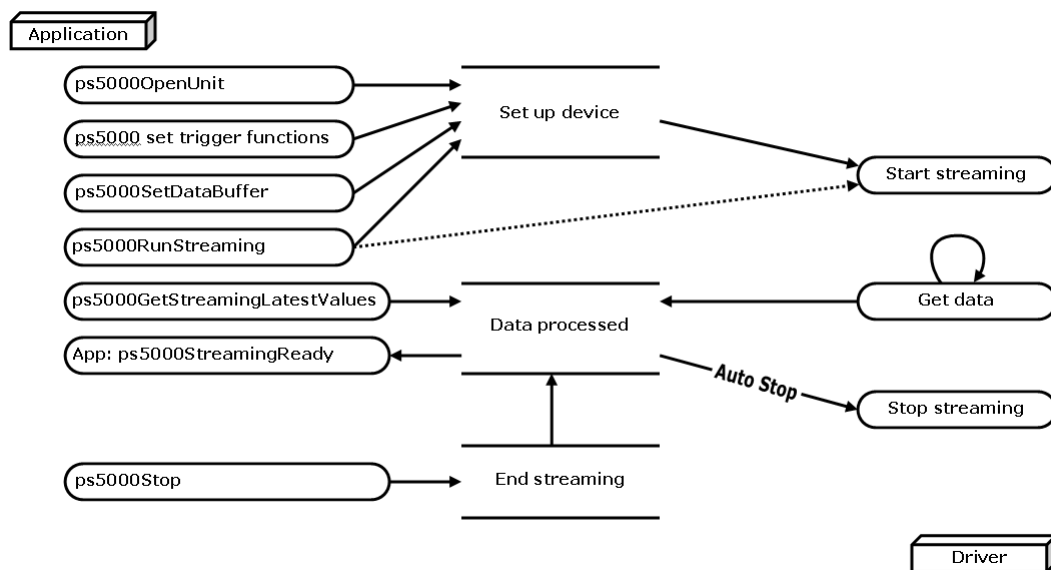 Application
ps5000OpenUnit
ps5000 set trigger functions
Set up device
ps5000SetDataBuffer
Start streaming
ps5000RunStreaming
ps5000GetStreamingLatestValues
Get data
Data processed
App: ps5000StreamingReady
Auto Stop
Stop streaming
ps5000Stop
End streaming
Driver